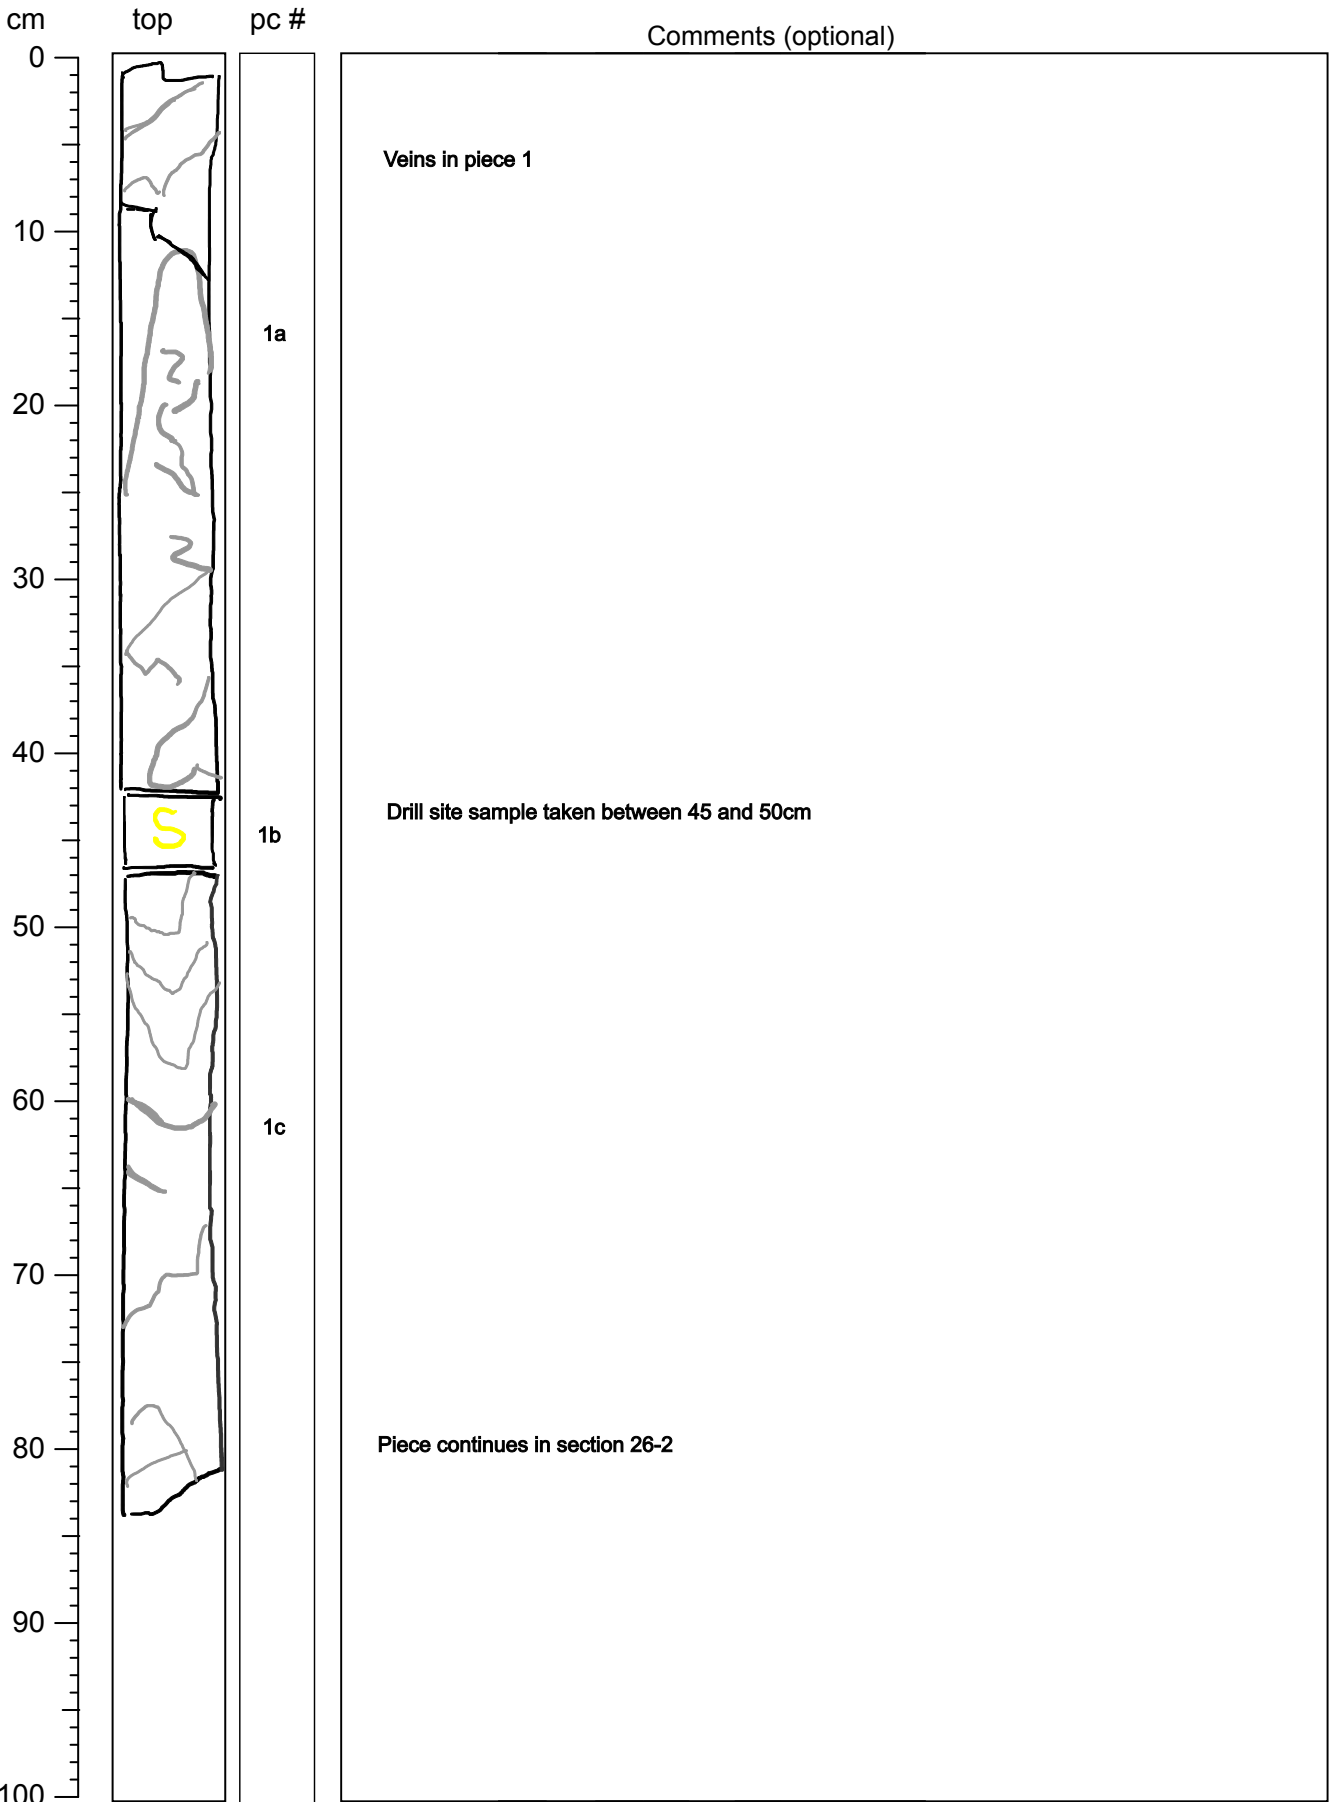 cm top pc #
Comments (optional)
0
Veins in piece 1
10
1a
20
30
40
Drill site sample taken between 45 and 50cm
S
1b
50
60
1c
70
80
Piece continues in section 26-2
90
100